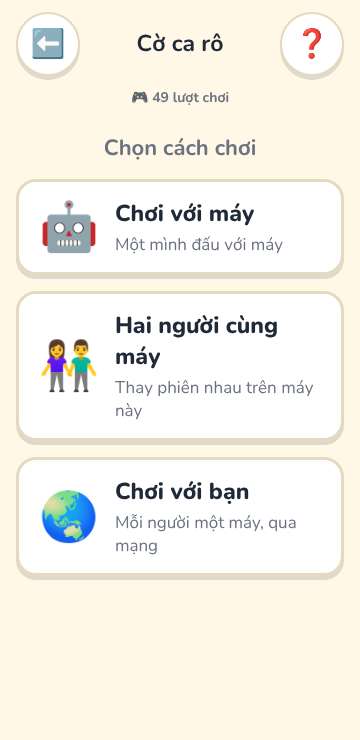 Cờ ca rô
49 lượt chơi
Chọn cách chơi
Chơi với máy
Một mình đấu với máy
Hai người cùng
máy
Thay phiên nhau trên máy
này
Chơi với bạn
Mỗi người một máy, qua
mạng